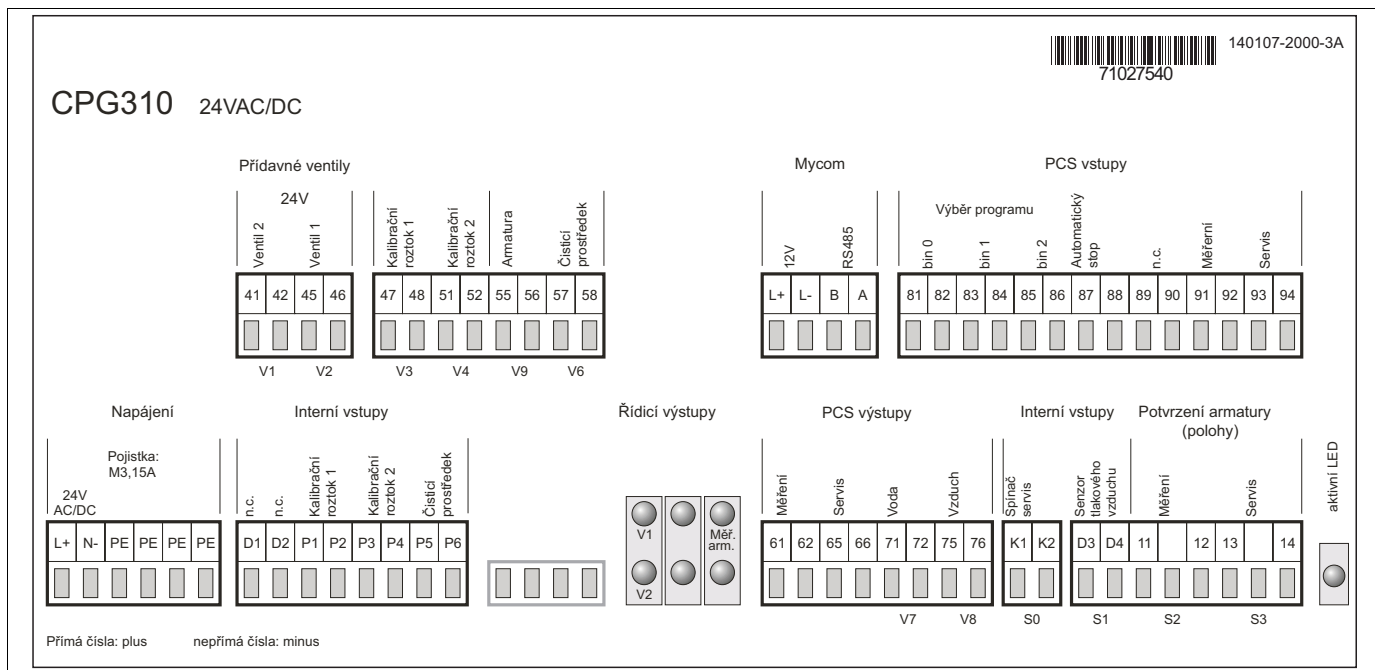 140107-2000-3A
71027540
CPG310 24VAC/DC
Přídavné ventily
Mycom
PCS vstupy
24V
Výběr programu
Ventil 2
Ventil 1
Kalibrační roztok 1
Kalibrační roztok 2
Armatura
Čisticí prostředek
12V
RS485
bin 0
bin 1
bin 2
Automatický stop
n.c.
Měřerní
Servis
41 42 45 46
47 48 51 52 55 56 57 58
L+ L- B A
81 82 83 84 85 86 87 88 89 90 91 92 93 94
V1 V2 V3 V4 V9 V6
Napájení
Interní vstupy
Řídicí výstupy
PCS výstupy
Interní vstupy
Potvrzení armatury
(polohy)
Pojistka:
M3,15A
24V
AC/DC
n.c.
n.c.
Kalibrační roztok 1
Kalibrační roztok 2
Čisticí prostředek
Měření
Servis
Voda
Vzduch
Spínač servis
Senzor tlakového vzduchu
Měření
Servis
aktivní LED
L+ N- PE PE PE PE
D1 D2 P1 P2 P3 P4 P5 P6
V1
Měř.
arm.
V2
61 62 65 66 71 72 75 76
K1 K2
D3 D4 11 12 13 14
V7 V8 S0 S1 S2 S3
Přímá čísla: plus nepřímá čísla: minus